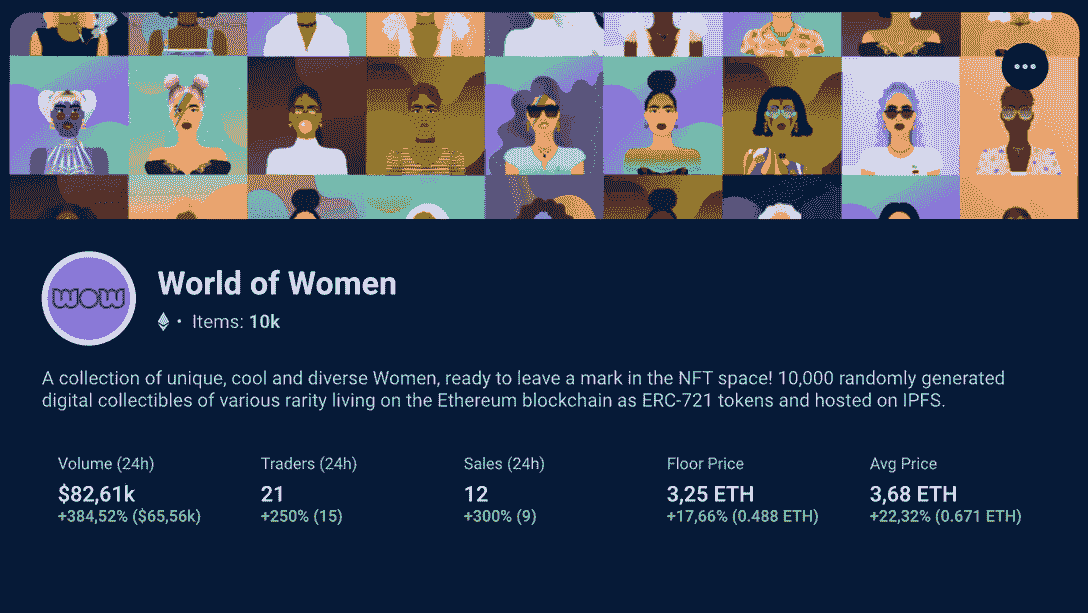 WOW
World of Women
• Items: 10k
A collection of unique, cool and diverse Women, ready to leave a mark in the NFT space! 10,000 randomly generated
digital collectibles of various rarity living on the Ethereum blockchain as ERC-721 tokens and hosted on IPFS.
Volume (24h) Traders (24h) Sales (24h) Floor Price Avg Price
$82,61k 21 12 3,25 ETH 3,68 ETH
+384,52% ($65,56k) +250% (15) +300% (9) +17,66% (0.488 ETH) +22,32% (0.671 ETH)